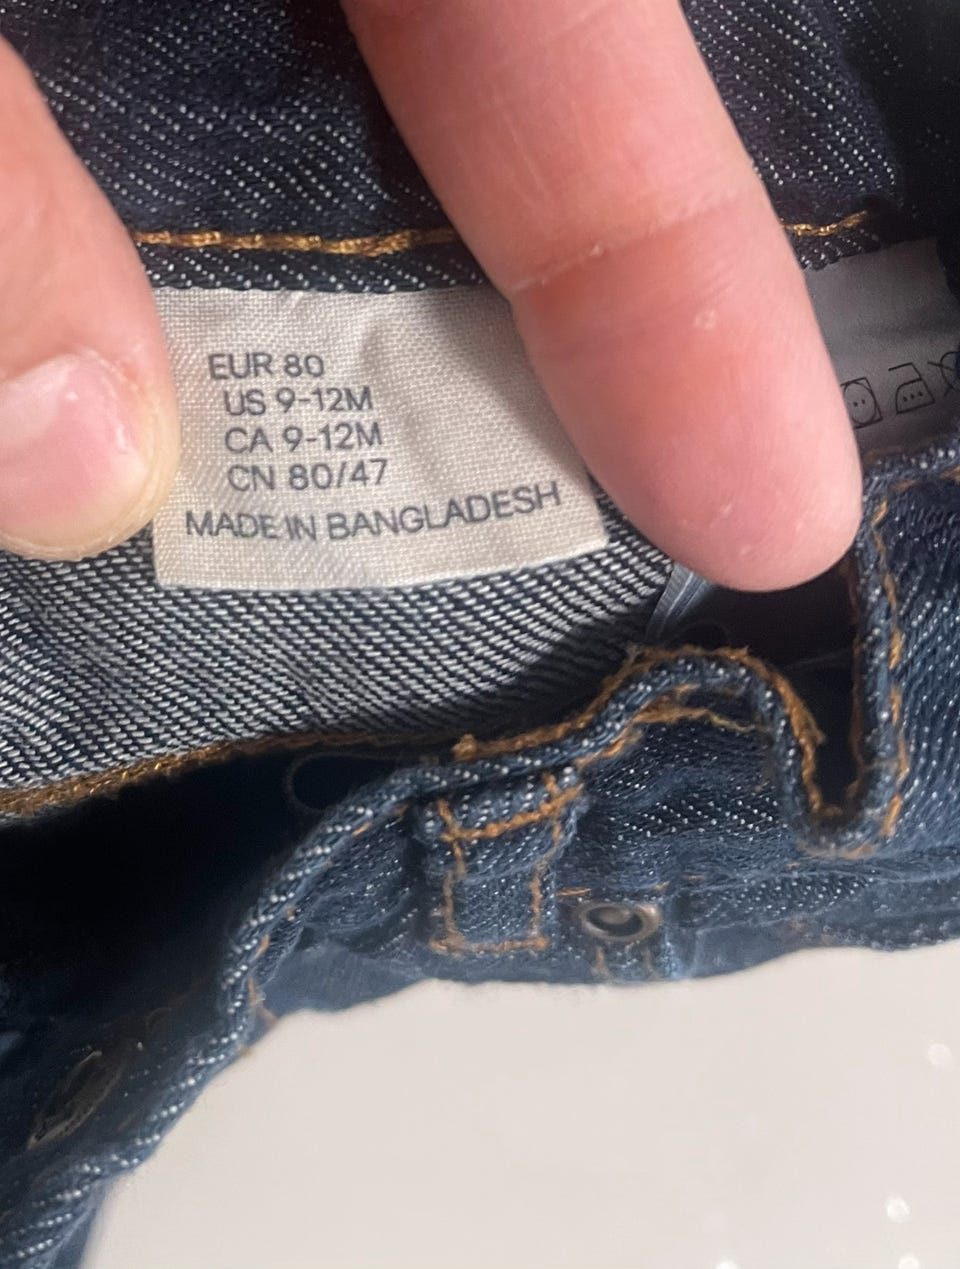 EUR 80
US 9-12M
CA 9-12M
CN 80/47
MADE IN BANGLADESH